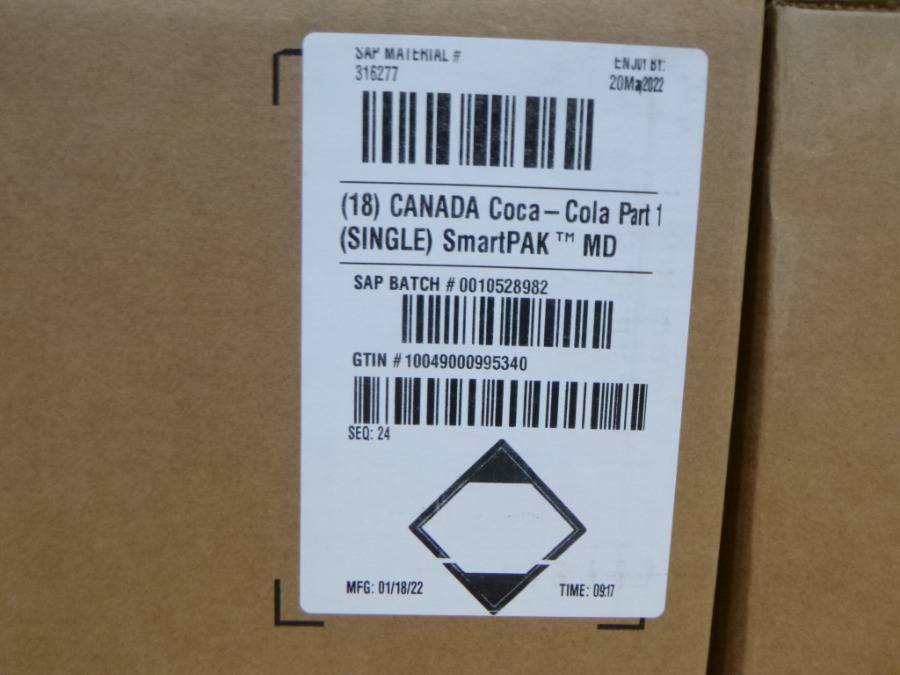 SAP MATERIAL #
316277
ENJOY BY:
20Mar2022
(18) CANADA Coca-Cola Part 1
(SINGLE) SmartPAK™ MD
SAP BATCH # 0010528982
GTIN # 10049000995340
SEQ: 24
MFG: 01/18/22
TIME: 09:17